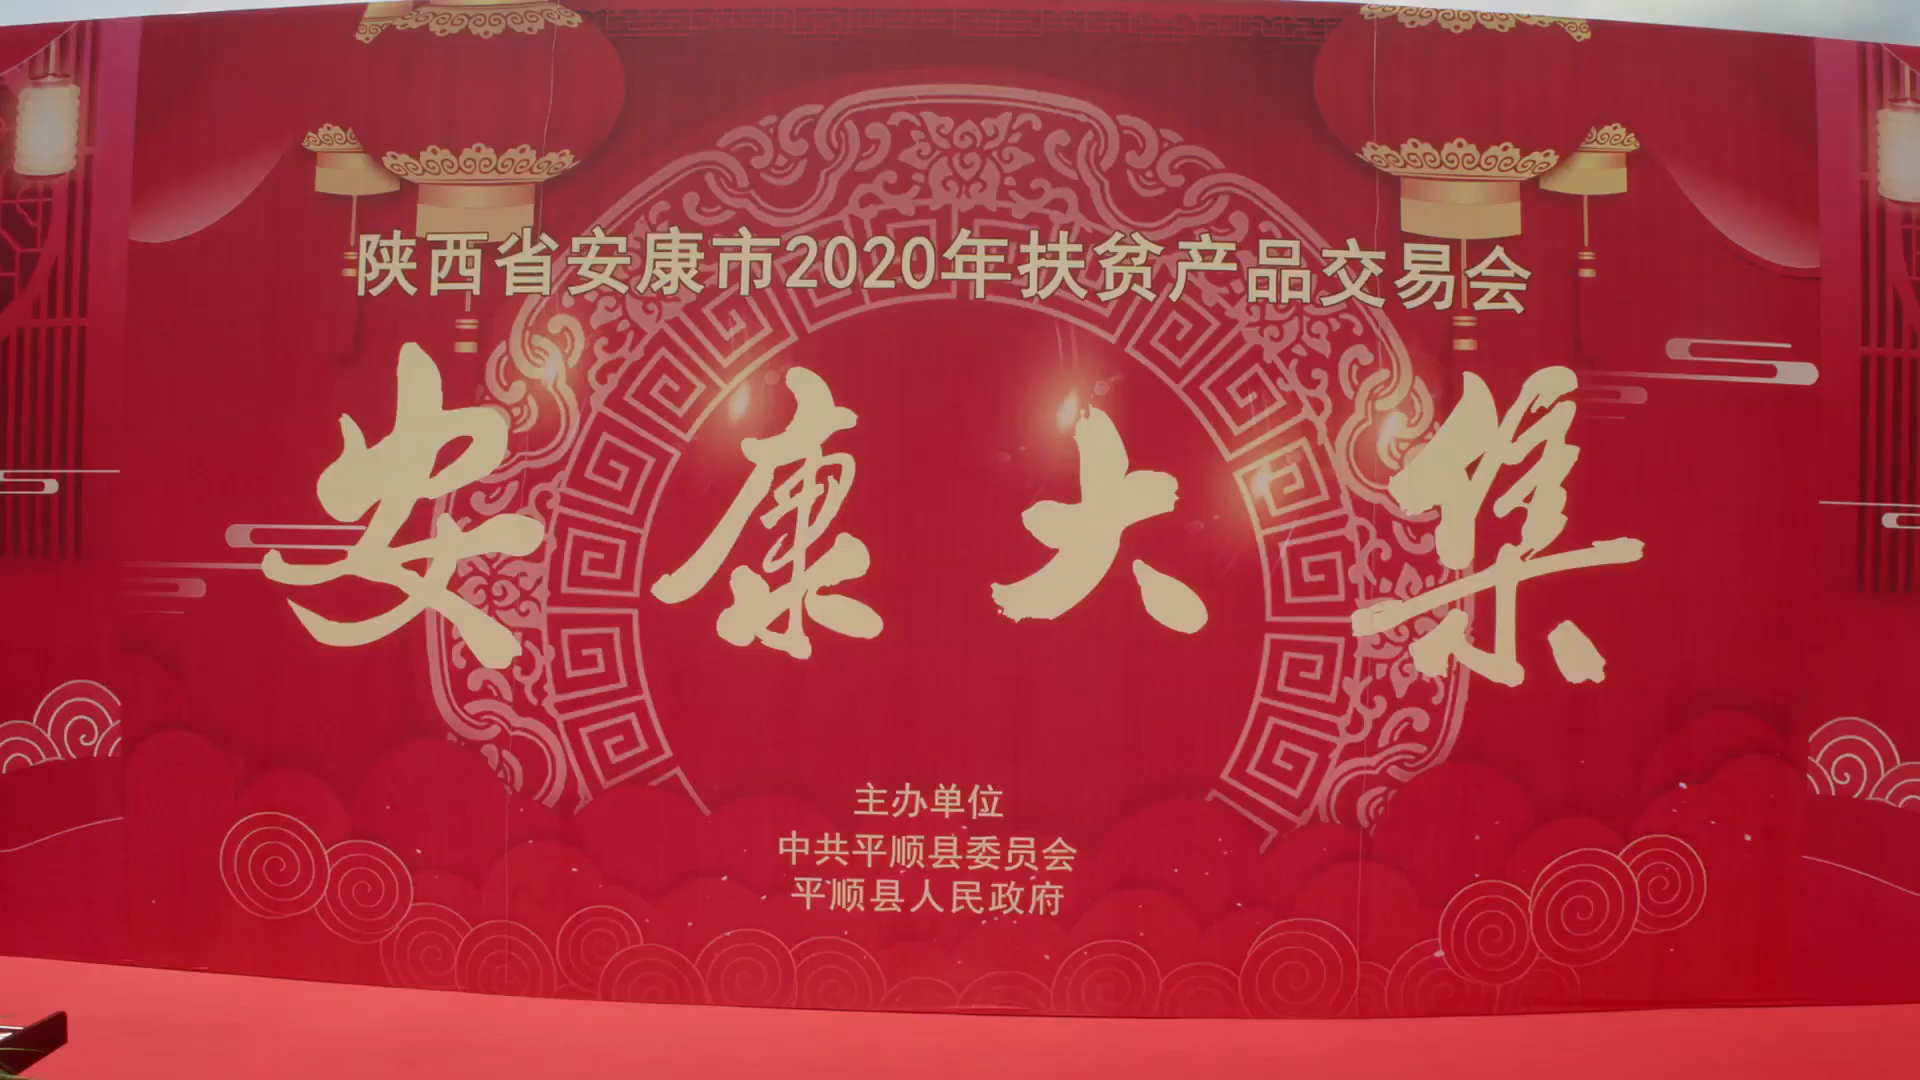 陕西省安康市2020年扶贫产品交易会
安康大集
主办单位
中共平顺县委员会
平顺县人民政府